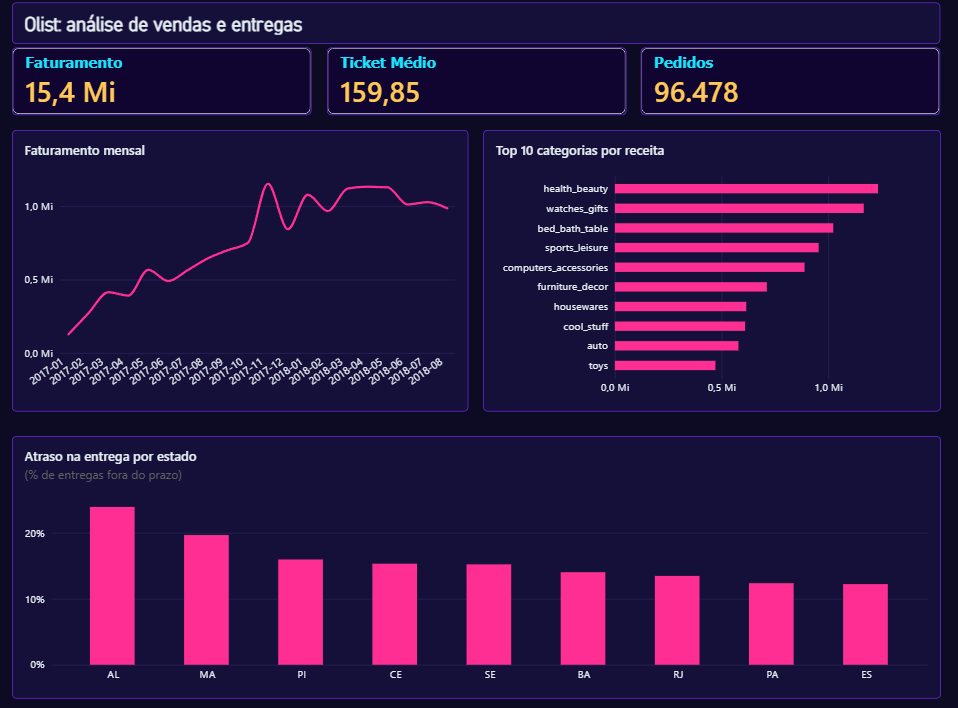 Olist: análise de vendas e entregas
Faturamento
15,4 Mi
Ticket Médio
159,85
Pedidos
96.478
Faturamento mensal
1,0 Mi
0,5 Mi
0,0 Mi
2017-01 2017-02 2017-03 2017-04 2017-05 2017-06 2017-07 2017-08 2017-09 2017-10 2017-11 2017-12 2018-01 2018-02 2018-03 2018-04 2018-05 2018-06 2018-07 2018-08
Top 10 categorias por receita
health_beauty
watches_gifts
bed_bath_table
sports_leisure
computers_accessories
furniture_decor
housewares
cool_stuff
auto
toys
0,0 Mi 0,5 Mi 1,0 Mi
Atraso na entrega por estado
(% de entregas fora do prazo)
20%
10%
0%
AL MA PI CE SE BA RJ PA ES